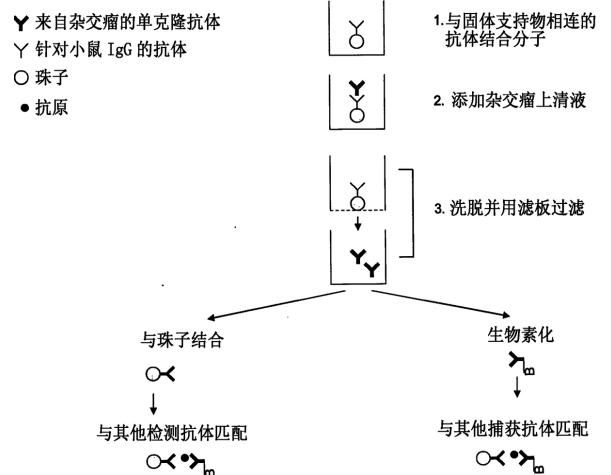 来自杂交瘤的单克隆抗体
针对小鼠 IgG 的抗体
珠子
抗原
1.与固体支持物相连的
抗体结合分子
2. 添加杂交瘤上清液
3. 洗脱并用滤板过滤
与珠子结合
生物素化
B
与其他检测抗体匹配
与其他捕获抗体匹配
B
B